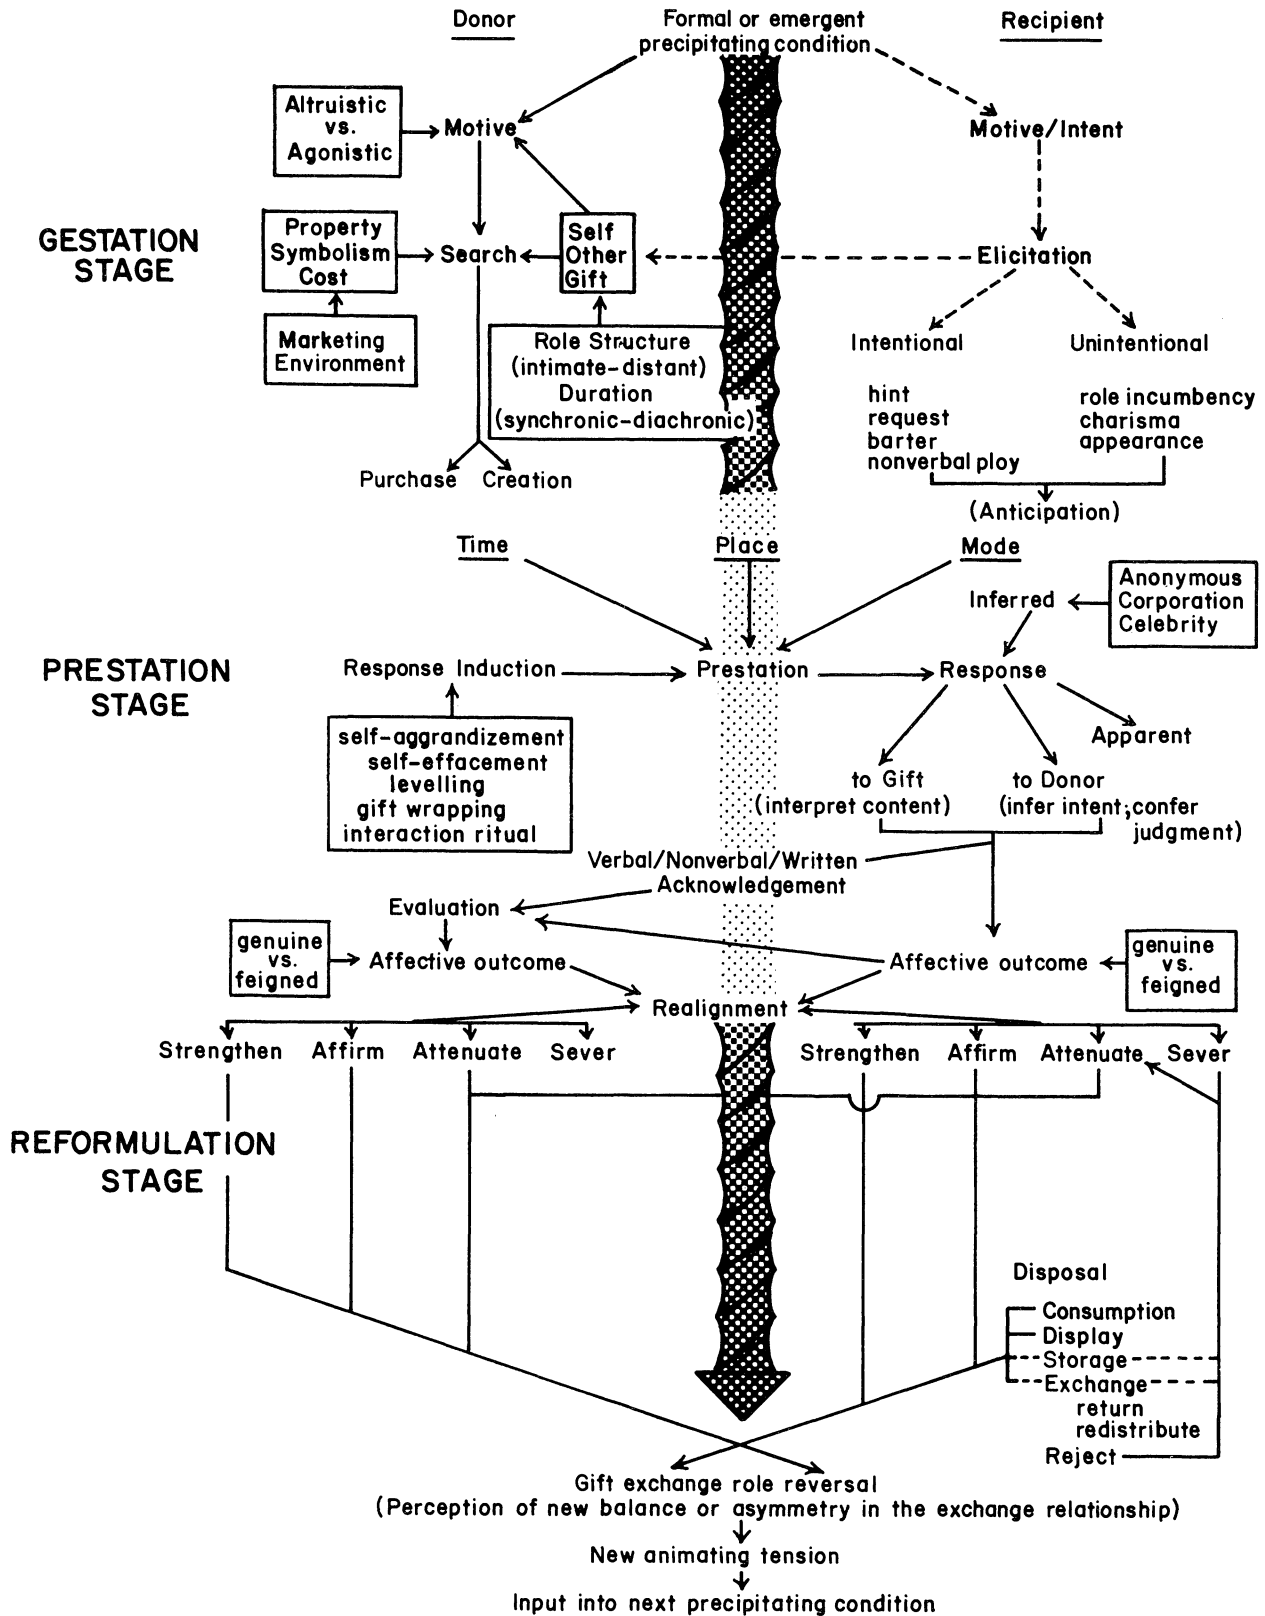 Donor
Formal or emergent
precipitating condition
Recipient
Altruistic
vs.
Agonistic
Motive
Motive/Intent
GESTATION
STAGE
Property
Symbolism
Cost
Search
Self
Other
Gift
Elicitation
Marketing
Environment
Role Structure
(intimate-distant)
Duration
(synchronic-diachronic)
Intentional
Unintentional
hint
request
barter
nonverbal ploy
role incumbency
charisma
appearance
Purchase
Creation
(Anticipation)
Time
Place
Mode
Inferred
Anonymous
Corporation
Celebrity
PRESTATION
STAGE
Response Induction
Prestation
Response
Apparent
self-aggrandizement
self-effacement
levelling
gift wrapping
interaction ritual
to Gift
(interpret content)
to Donor
(infer intent; confer
judgment)
Verbal/Nonverbal/Written
Acknowledgement
Evaluation
genuine
vs.
feigned
Affective outcome
Affective outcome
genuine
vs.
feigned
Realignment
Strengthen
Affirm
Attenuate
Sever
Strengthen
Affirm
Attenuate
Sever
REFORMULATION
STAGE
Disposal
Consumption
Display
Storage
Exchange
return
redistribute
Reject
Gift exchange role reversal
(Perception of new balance or asymmetry in the exchange relationship)
New animating tension
Input into next precipitating condition